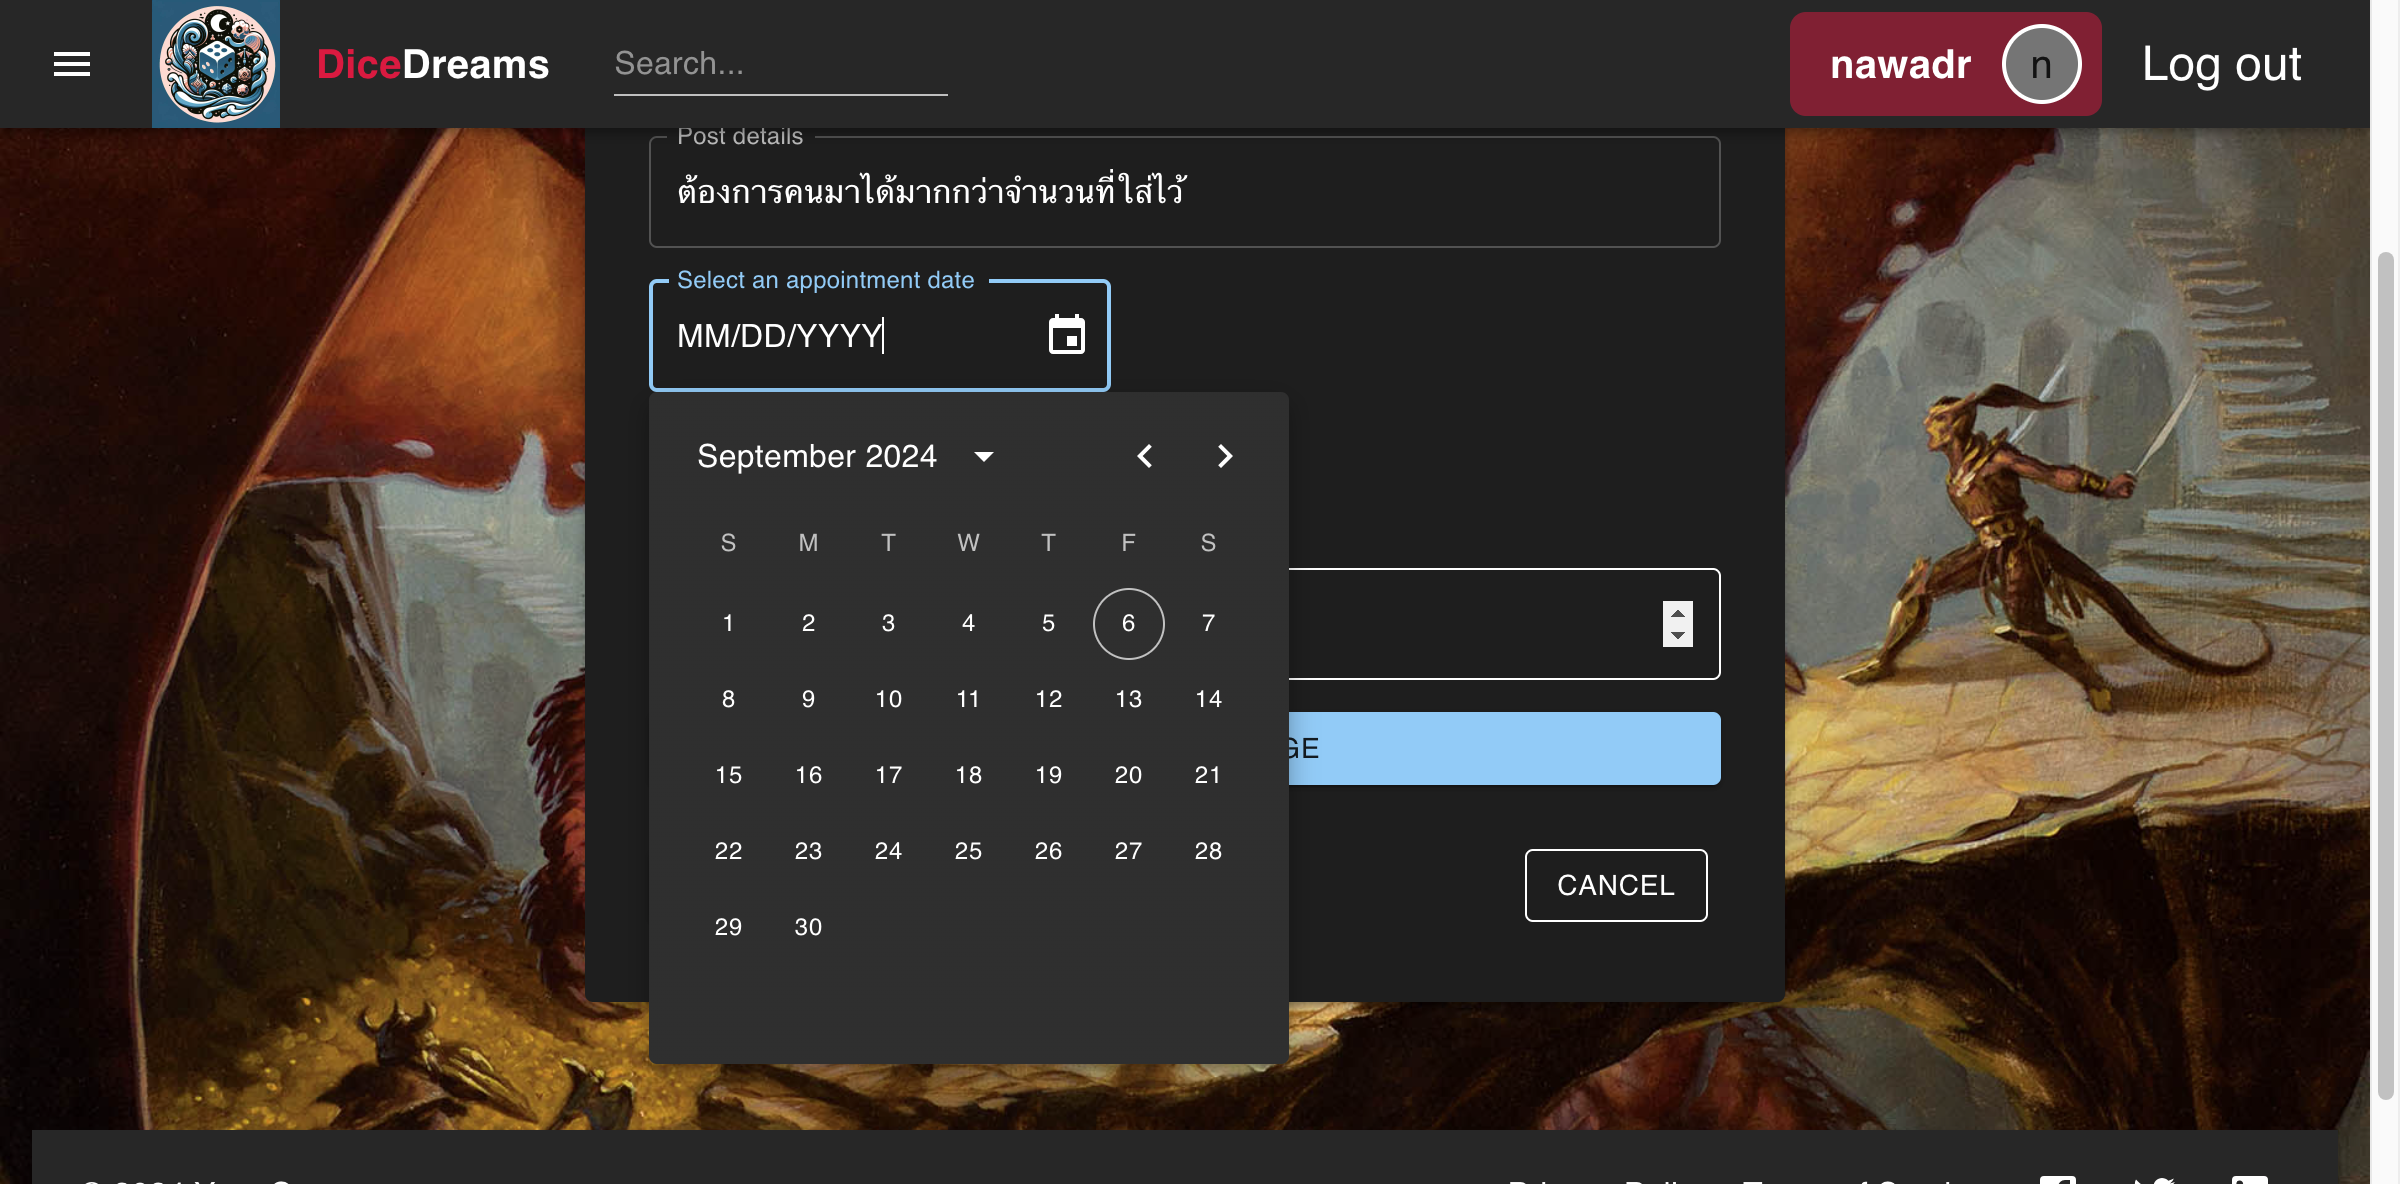 DiceDreams
Search...
nawadr
n
Log out
Post details
ต้องการคนมาได้มากกว่าจำนวนที่ใส่ไว้
Select an appointment date
MM/DD/YYYY
September 2024
S M T W T F S
1 2 3 4 5 6 7
8 9 10 11 12 13 14
15 16 17 18 19 20 21
22 23 24 25 26 27 28
29 30
GE
CANCEL